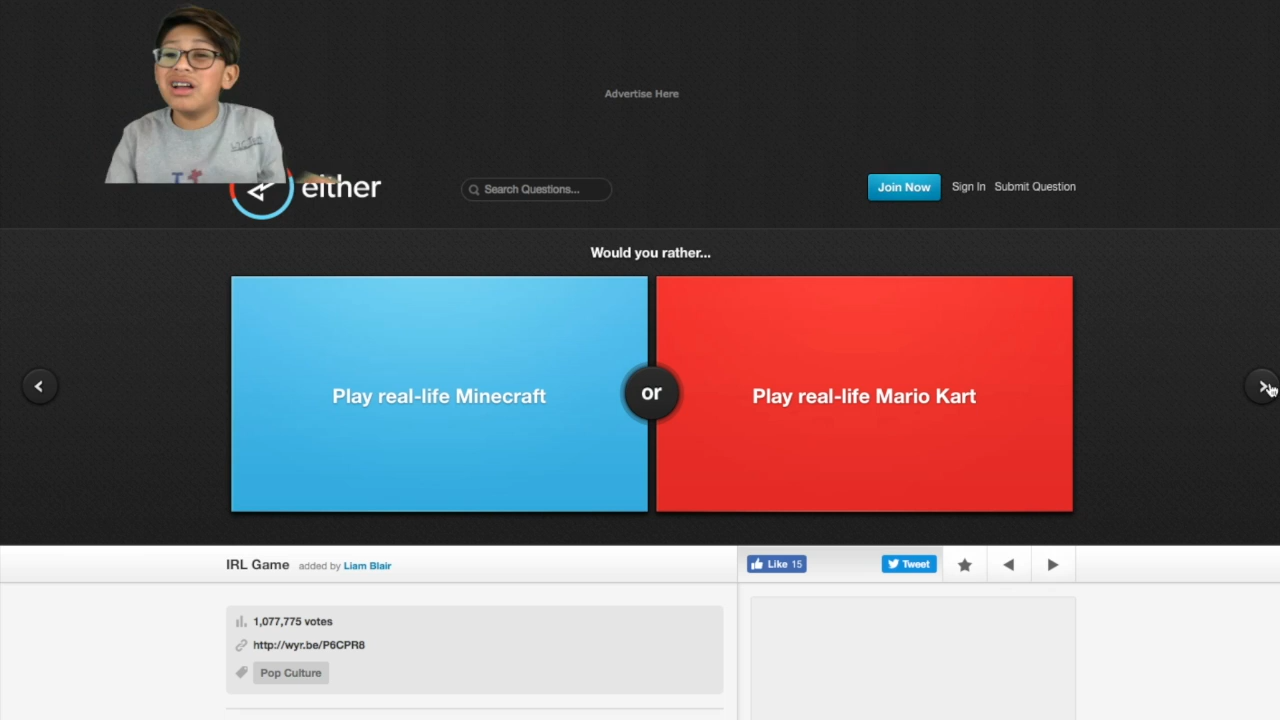 Advertise Here
either
Search Questions...
Join Now Sign In Submit Question
Would you rather...
Play real-life Minecraft
or
Play real-life Mario Kart
IRL Game added by Liam Blair
Like 15
Tweet
1,077,775 votes
http://wyr.be/P6CPR8
Pop Culture